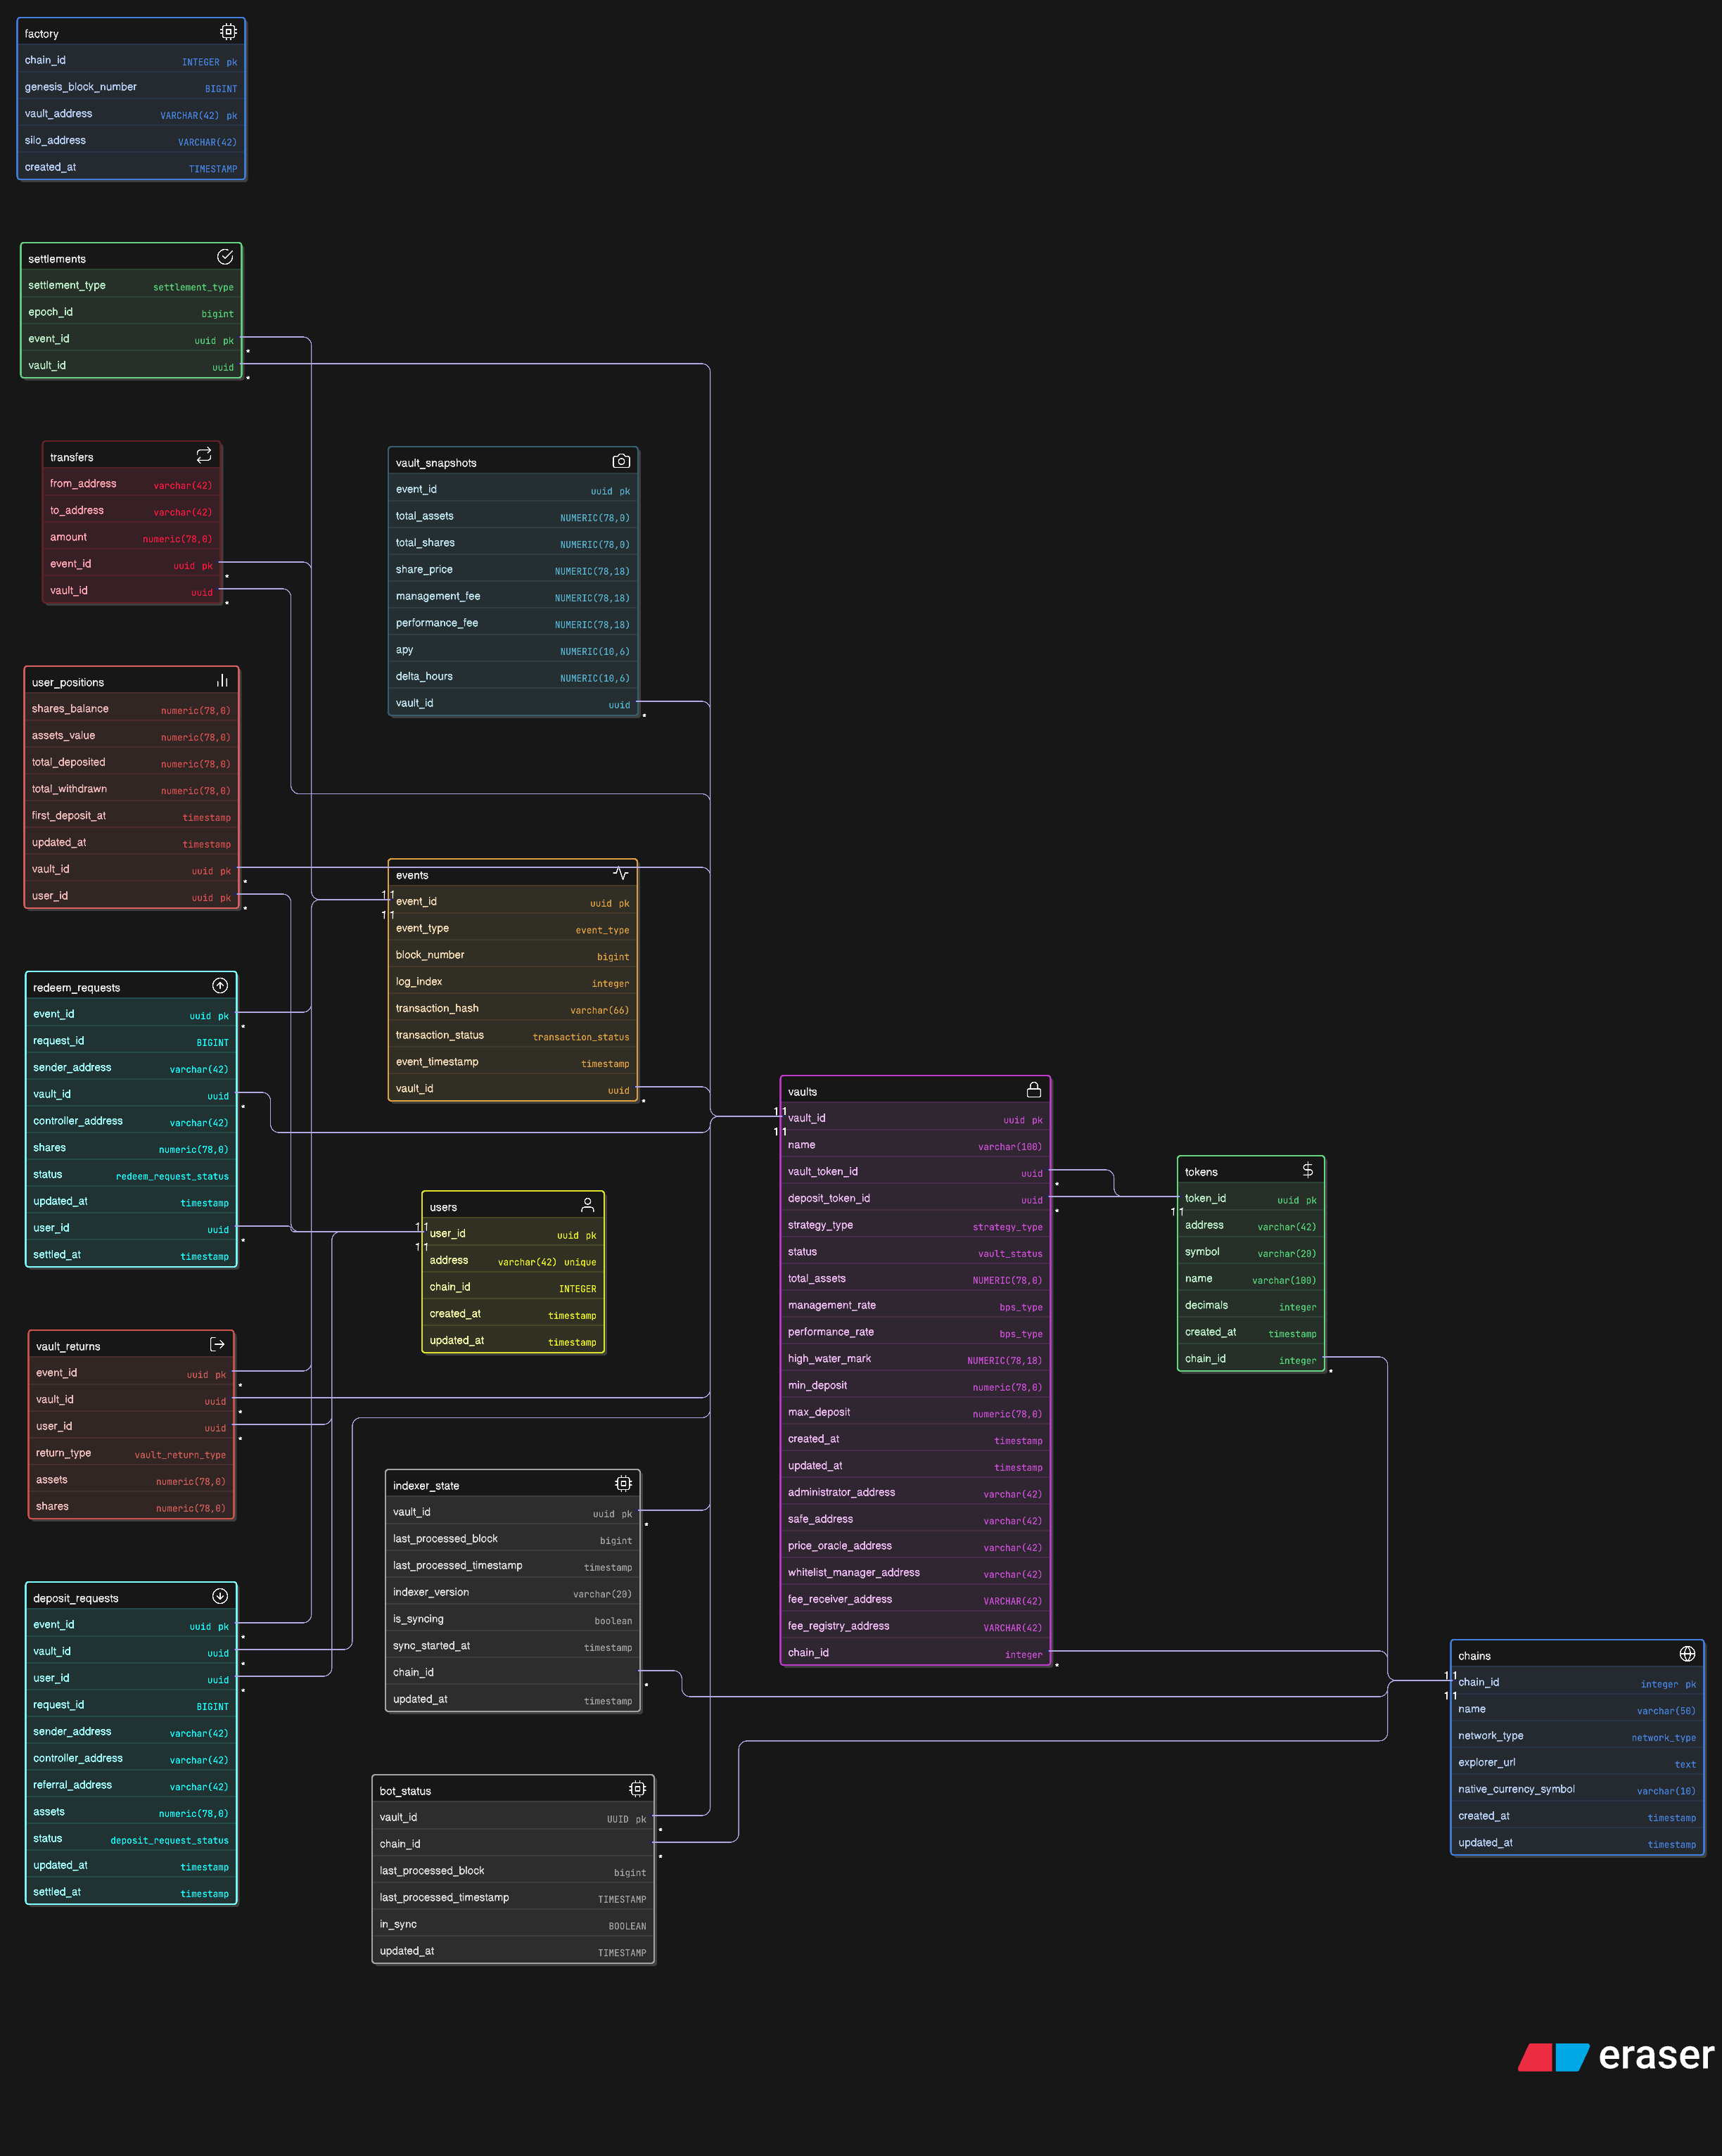 factory
chain_id INTEGER pk
genesis_block_number BIGINT
vault_address VARCHAR(42) pk
silo_address VARCHAR(42)
created_at TIMESTAMP
settlements
settlement_type settlement_type
epoch_id bigint
event_id uuid pk
vault_id uuid
transfers
from_address varchar(42)
to_address varchar(42)
amount numeric(78,0)
event_id uuid pk
vault_id uuid
vault_snapshots
event_id uuid pk
total_assets NUMERIC(78,0)
total_shares NUMERIC(78,0)
share_price NUMERIC(78,18)
management_fee NUMERIC(78,18)
performance_fee NUMERIC(78,18)
apy NUMERIC(10,6)
delta_hours NUMERIC(10,6)
vault_id uuid
user_positions
shares_balance numeric(78,0)
assets_value numeric(78,0)
total_deposited numeric(78,0)
total_withdrawn numeric(78,0)
first_deposit_at timestamp
updated_at timestamp
vault_id uuid pk
user_id uuid pk
events
event_id uuid pk
event_type event_type
block_number bigint
log_index integer
transaction_hash varchar(66)
transaction_status transaction_status
event_timestamp timestamp
vault_id uuid
redeem_requests
event_id uuid pk
request_id BIGINT
sender_address varchar(42)
vault_id uuid
controller_address varchar(42)
shares numeric(78,0)
status redeem_request_status
updated_at timestamp
user_id uuid
settled_at timestamp
users
user_id uuid pk
address varchar(42) unique
chain_id INTEGER
created_at timestamp
updated_at timestamp
vaults
vault_id uuid pk
name varchar(100)
vault_token_id uuid
deposit_token_id uuid
strategy_type strategy_type
status vault_status
total_assets NUMERIC(78,0)
management_rate bps_type
performance_rate bps_type
high_water_mark NUMERIC(78,18)
min_deposit numeric(78,0)
max_deposit numeric(78,0)
created_at timestamp
updated_at timestamp
administrator_address varchar(42)
safe_address varchar(42)
price_oracle_address varchar(42)
whitelist_manager_address varchar(42)
fee_receiver_address VARCHAR(42)
fee_registry_address VARCHAR(42)
chain_id integer
tokens
token_id uuid pk
address varchar(42)
symbol varchar(20)
name varchar(100)
decimals integer
created_at timestamp
chain_id integer
vault_returns
event_id uuid pk
vault_id uuid
user_id uuid
return_type vault_return_type
assets numeric(78,0)
shares numeric(78,0)
indexer_state
vault_id uuid pk
last_processed_block bigint
last_processed_timestamp timestamp
indexer_version varchar(20)
is_syncing boolean
sync_started_at timestamp
chain_id
updated_at timestamp
deposit_requests
event_id uuid pk
vault_id uuid
user_id uuid
request_id BIGINT
sender_address varchar(42)
controller_address varchar(42)
referral_address varchar(42)
assets numeric(78,0)
status deposit_request_status
updated_at timestamp
settled_at timestamp
bot_status
vault_id UUID pk
chain_id
last_processed_block bigint
last_processed_timestamp TIMESTAMP
in_sync BOOLEAN
updated_at TIMESTAMP
chains
chain_id integer pk
name varchar(50)
network_type network_type
explorer_url text
native_currency_symbol varchar(10)
created_at timestamp
updated_at timestamp
eraser